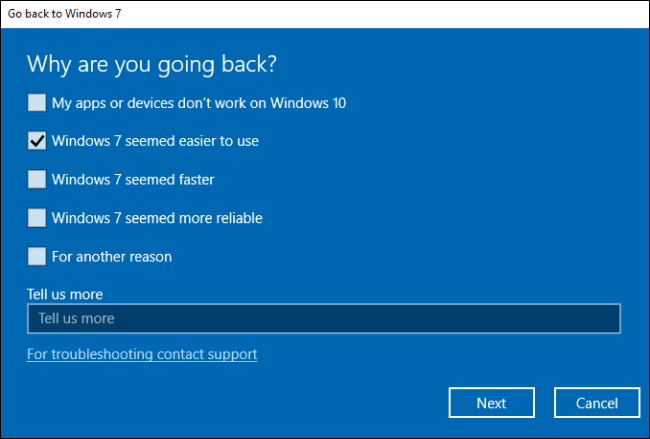 Go back to Windows 7
Why are you going back?
My apps or devices don't work on Windows 10
Windows 7 seemed easier to use
Windows 7 seemed faster
Windows 7 seemed more reliable
For another reason
Tell us more
Tell us more
For troubleshooting contact support
Next Cancel